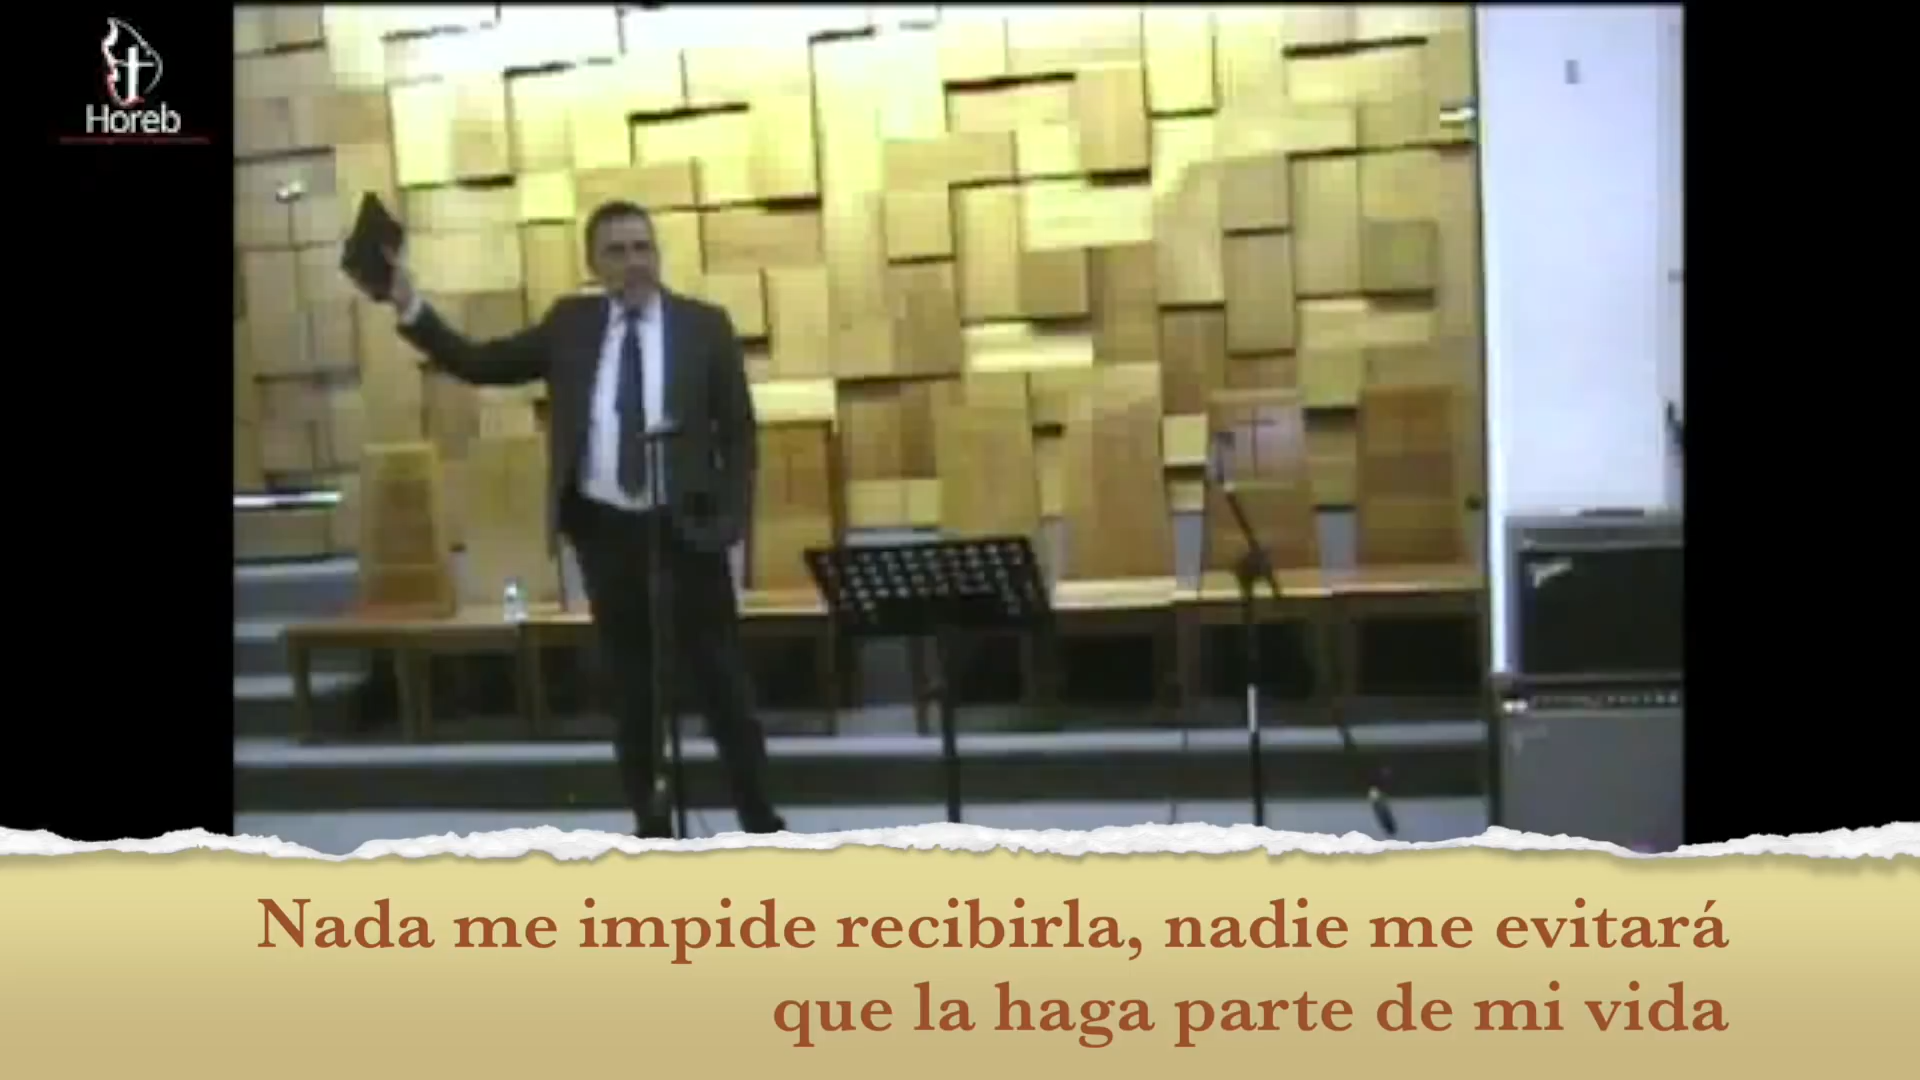 Horeb
Nada me impide recibirla, nadie me evitará
que la haga parte de mi vida